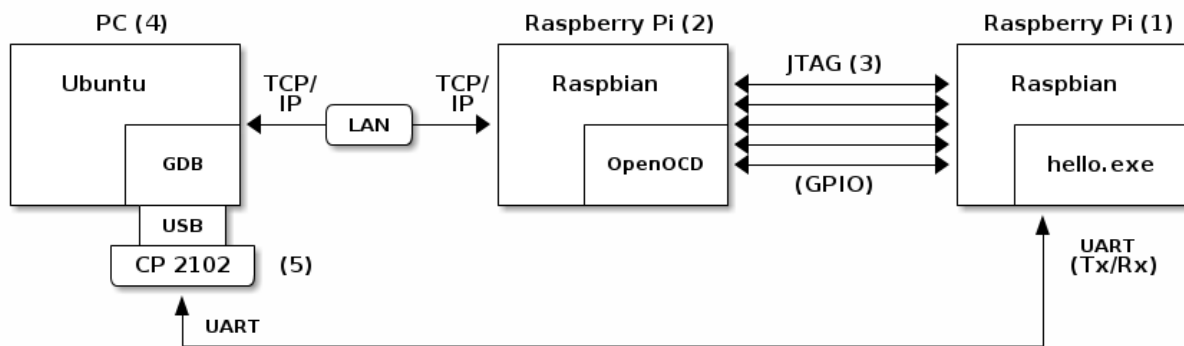 PC (4)
Raspberry Pi (2)
Raspberry Pi (1)
Ubuntu
TCP/
IP
LAN
TCP/
IP
Raspbian
JTAG (3)
Raspbian
GDB
OpenOCD
(GPIO)
hello.exe
USB
CP 2102
(5)
UART
(Tx/Rx)
UART